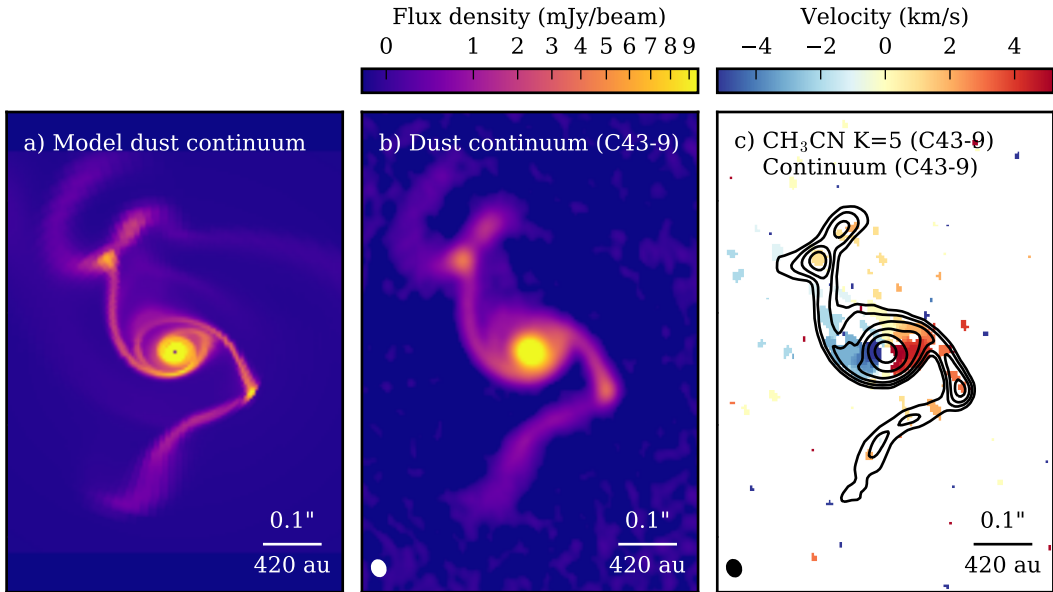 Flux density (mJy/beam)
0 1 2 3 4 5 6 7 8 9
Velocity (km/s)
−4 −2 0 2 4
a) Model dust continuum
0.1"
420 au
b) Dust continuum (C43-9)
0.1"
420 au
c) CH₃CN K=5 (C43-9)
Continuum (C43-9)
0.1"
420 au